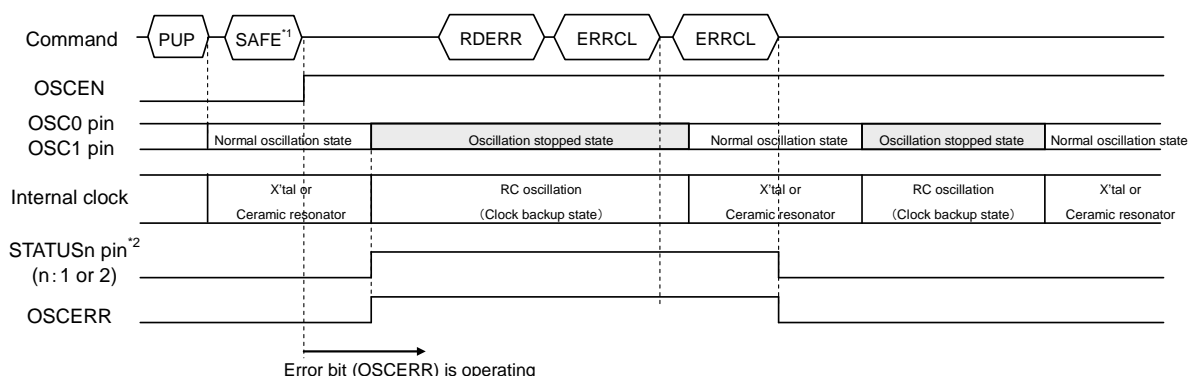 Command PUP SAFE*1 RDERR ERRCL ERRCL
OSCEN
OSC0 pin
OSC1 pin
Normal oscillation state Oscillation stopped state Normal oscillation state Oscillation stopped state Normal oscillation state
Internal clock
X'tal or RC oscillation X'tal or RC oscillation X'tal or
Ceramic resonator (Clock backup state) Ceramic resonator (Clock backup state) Ceramic resonator
STATUSn pin*2
(n: 1 or 2)
OSCERR
Error bit (OSCERR) is operating